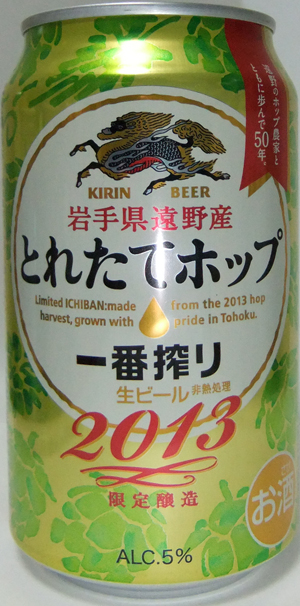 遠野のホップ農家と
ともに歩んで50年。
KIRIN BEER
岩手県遠野産
とれたてホップ
Limited ICHIBAN:made from the 2013 hop
harvest, grown with pride in Tohoku.
一番搾り
生ビール 非熱処理
2013
限定醸造
お酒
ALC.5%